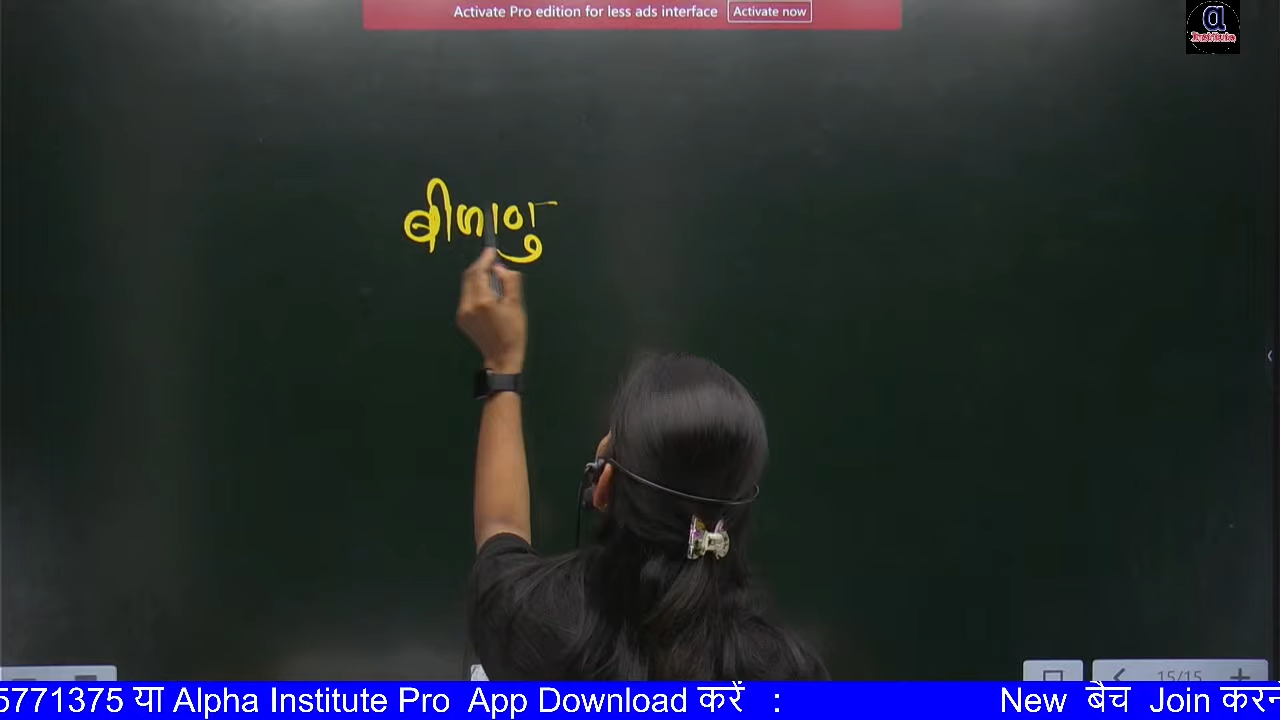 Activate Pro edition for less ads interface Activate now
a
Institute
बीजाणु
15/15
5771375 या Alpha Institute Pro App Download करें : New बैच Join करने